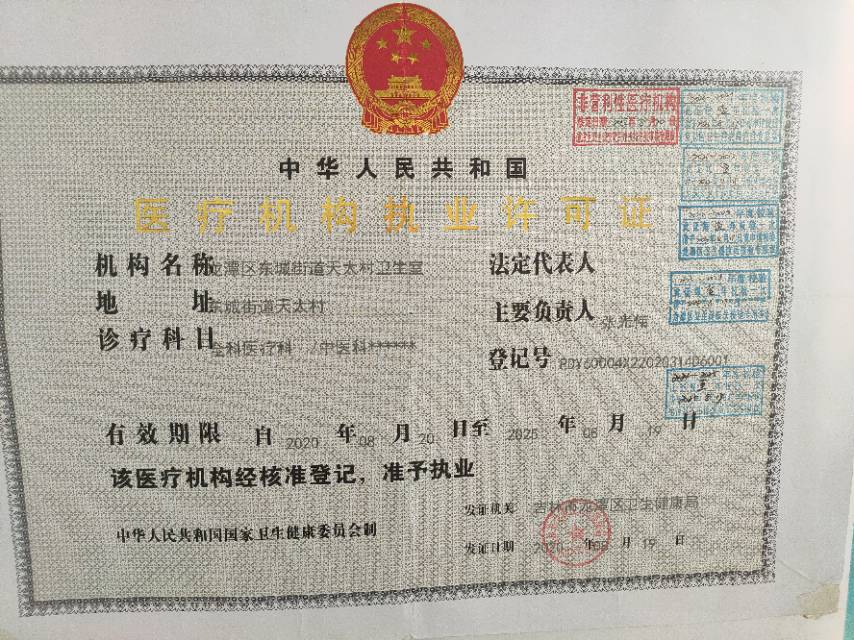 中华人民共和国
医疗机构执业许可证
机构名称 龙潭区东城街道天太村卫生室
地址 东城街道天太村
诊疗科目 全科医疗科 /中医科******
法定代表人
主要负责人 张光
登记号 PDY60004X2202031406001
有效期限 自 2020 年 08 月 20 日至 2025 年 08 月 19 日
该医疗机构经核准登记，准予执业
中华人民共和国国家卫生健康委员会制
发证机关 吉林市龙潭区卫生健康局
发证日期 2020 年 08 月 19 日
非营利性医疗机构